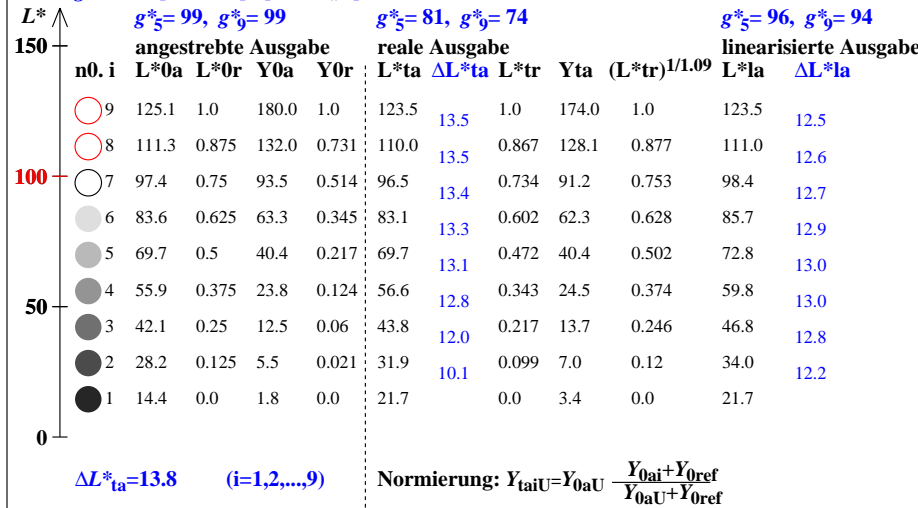 L* g*5= 99, g*9= 99 g*5= 81, g*9= 74 g*5= 96, g*9= 94
150 angestrebte Ausgabe reale Ausgabe linearisierte Ausgabe
n0. i L*0a L*0r Y0a Y0r L*ta ΔL*ta L*tr Yta (L*tr)1/1.09 L*la ΔL*la
9 125.1 1.0 180.0 1.0 123.5 1.0 174.0 1.0 123.5
13.5 12.5
8 111.3 0.875 132.0 0.731 110.0 0.867 128.1 0.877 111.0
13.5 12.6
100 7 97.4 0.75 93.5 0.514 96.5 0.734 91.2 0.753 98.4
13.4 12.7
6 83.6 0.625 63.3 0.345 83.1 0.602 62.3 0.628 85.7
13.3 12.9
5 69.7 0.5 40.4 0.217 69.7 0.472 40.4 0.502 72.8
13.1 13.0
4 55.9 0.375 23.8 0.124 56.6 0.343 24.5 0.374 59.8
50 12.8 13.0
3 42.1 0.25 12.5 0.06 43.8 0.217 13.7 0.246 46.8
12.0 12.8
2 28.2 0.125 5.5 0.021 31.9 0.099 7.0 0.12 34.0
10.1 12.2
1 14.4 0.0 1.8 0.0 21.7 0.0 3.4 0.0 21.7
0
ΔL*ta=13.8 (i=1,2,...,9) Normierung: YtaiU=Y0aU Y0ai+Y0ref
Y0aU+Y0ref